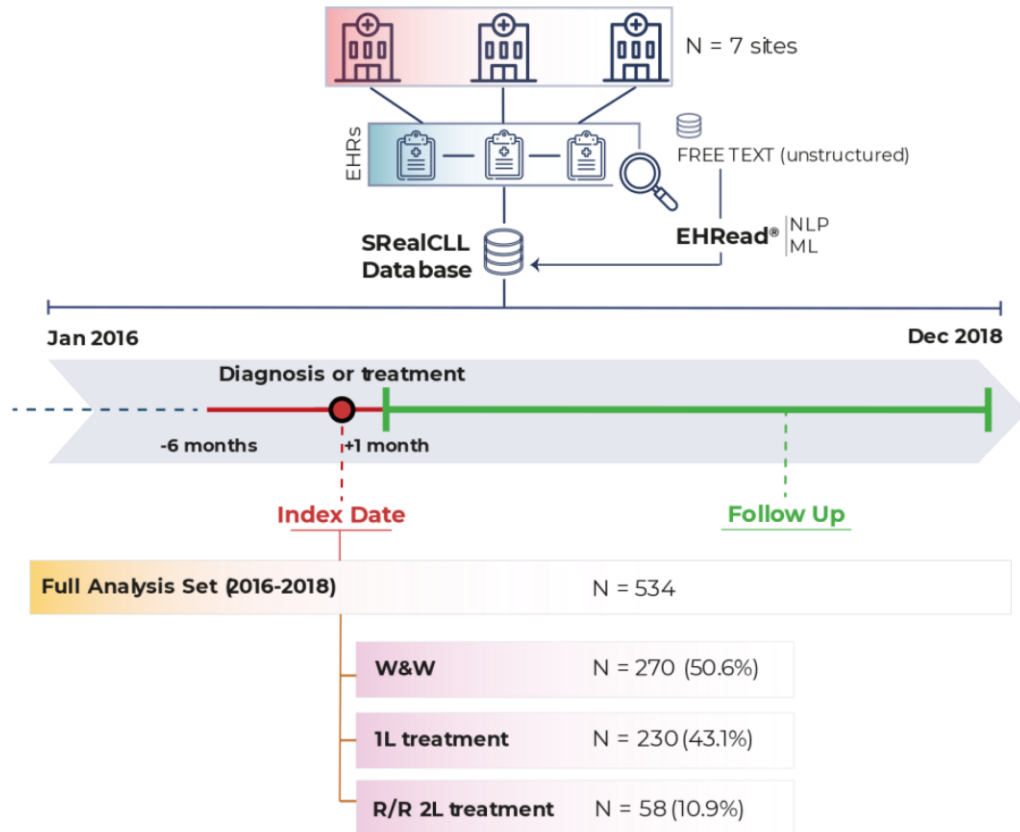 N = 7 sites
EHRs
FREE TEXT (unstructured)
EHRead® NLP
ML
SRealCLL
Database
Jan 2016
Dec 2018
Diagnosis or treatment
-6 months
+1 month
Index Date
Follow Up
Full Analysis Set (2016-2018) N = 534
W&W N = 270 (50.6%)
1L treatment N = 230 (43.1%)
R/R 2L treatment N = 58 (10.9%)